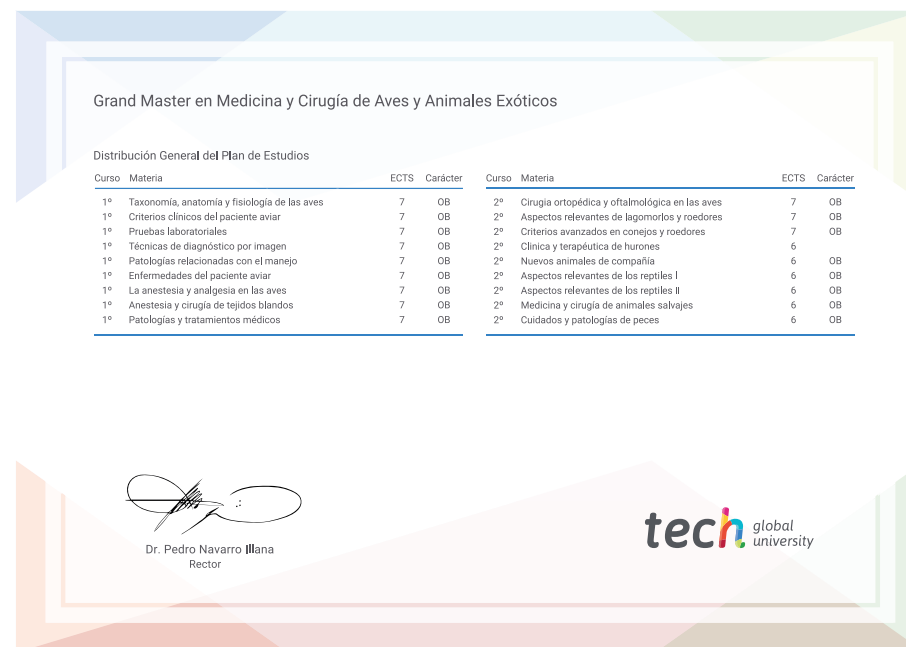 Grand Master en Medicina y Cirugía de Aves y Animales Exóticos
Distribución General del Plan de Estudios
Curso Materia ECTS Carácter
1º Taxonomía, anatomía y fisiología de las aves 7 OB
1º Criterios clínicos del paciente aviar 7 OB
1º Pruebas laboratoriales 7 OB
1º Técnicas de diagnóstico por imagen 7 OB
1º Patologías relacionadas con el manejo 7 OB
1º Enfermedades del paciente aviar 7 OB
1º La anestesia y analgesia en las aves 7 OB
1º Anestesia y cirugía de tejidos blandos 7 OB
1º Patologías y tratamientos médicos 7 OB
Curso Materia ECTS Carácter
2º Cirugia ortopédica y oftalmológica en las aves 7 OB
2º Aspectos relevantes de lagomorlos y roedores 7 OB
2º Criterios avanzados en conejos y roedores 7 OB
2º Clinica y terapéutica de hurones 6
2º Nuevos animales de compañía 6 OB
2º Aspectos relevantes de los reptiles I 6 OB
2º Aspectos relevantes de los reptiles II 6 OB
2º Medicina y cirugía de animales salvajes 6 OB
2º Cuidados y patologías de peces 6 OB
Dr. Pedro Navarro Illana
Rector
tech global
university